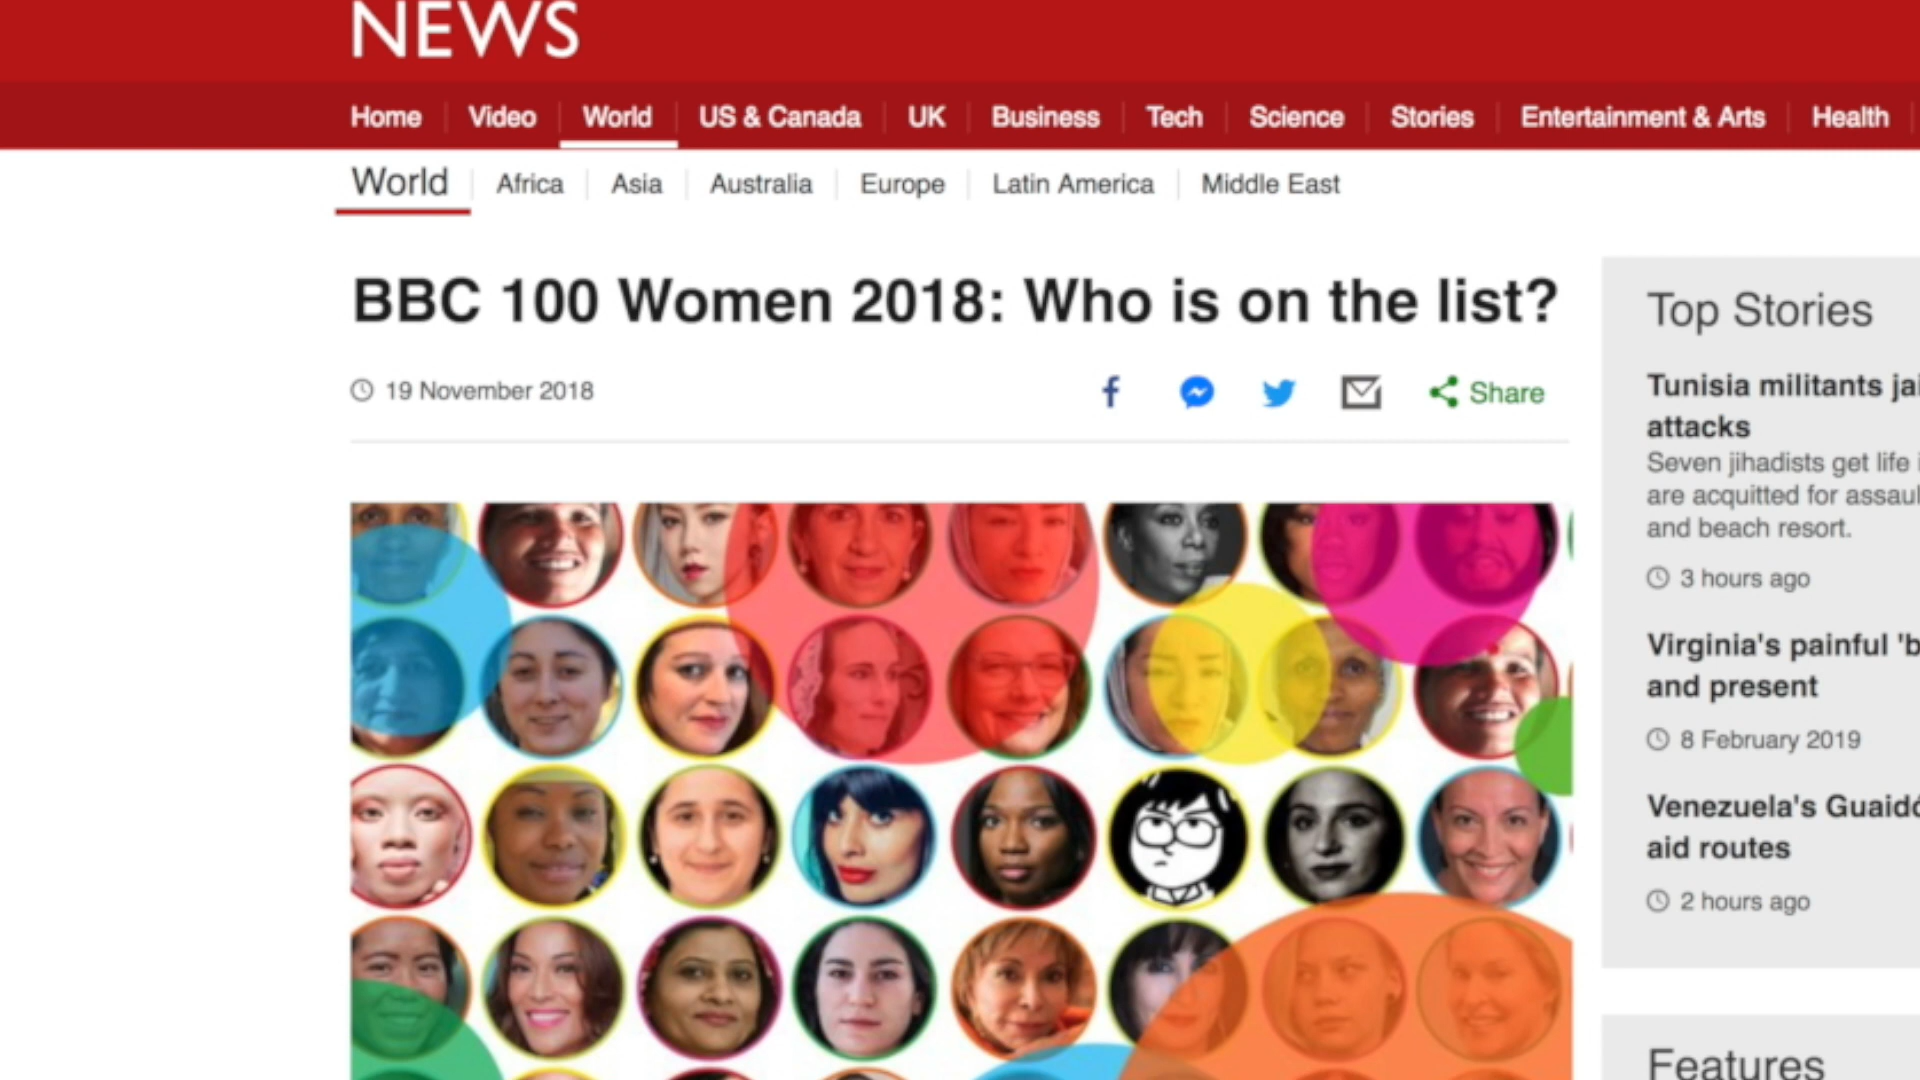 NEWS
Home Video World US & Canada UK Business Tech Science Stories Entertainment & Arts Health
World Africa Asia Australia Europe Latin America Middle East
BBC 100 Women 2018: Who is on the list?
19 November 2018
Share
Top Stories
Tunisia militants
attacks
Seven jihadists get life
are acquitted for
and beach resort.
3 hours ago
Virginia's painful
and present
8 February 2019
Venezuela's
aid routes
2 hours ago
Features